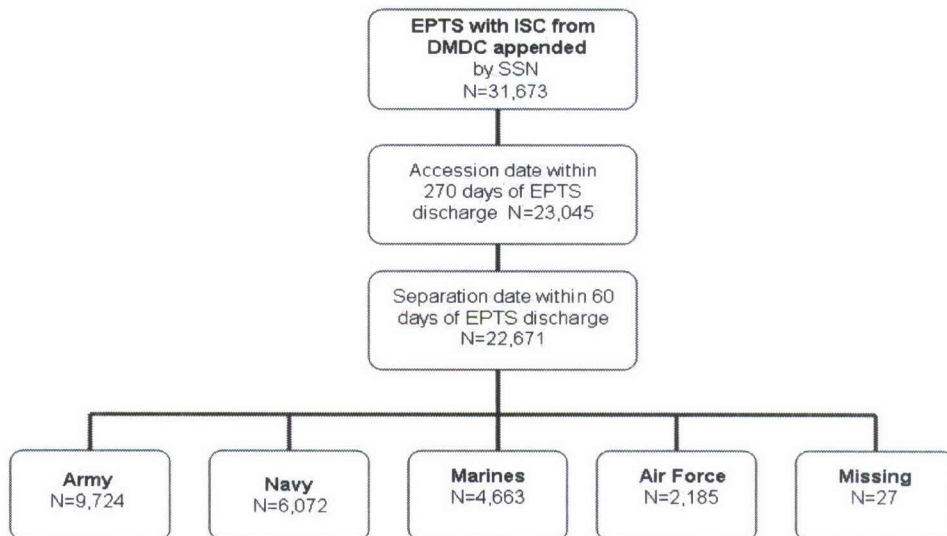 EPTS with ISC from
DMDC appended
by SSN
N=31,673
Accession date within
270 days of EPTS
discharge N=23,045
Separation date within 60
days of EPTS discharge
N=22,671
Army
N=9,724
Navy
N=6,072
Marines
N=4,663
Air Force
N=2,185
Missing
N=27